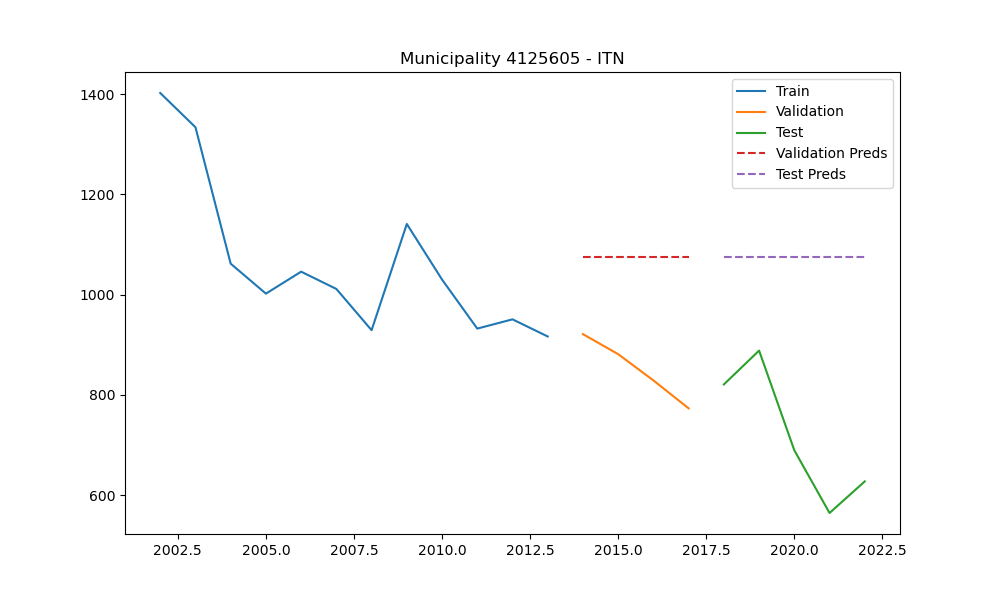 Municipality 4125605 - ITN
1400
1200
1000
800
600
Train
Validation
Test
Validation Preds
Test Preds
2002.5 2005.0 2007.5 2010.0 2012.5 2015.0 2017.5 2020.0 2022.5